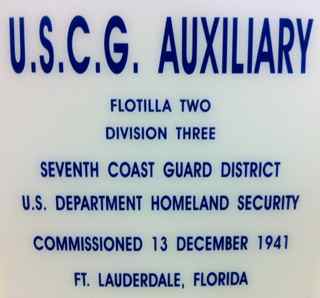 U.S.C.G. AUXILIARY
FLOTILLA TWO
DIVISION THREE
SEVENTH COAST GUARD DISTRICT
U.S. DEPARTMENT HOMELAND SECURITY
COMMISSIONED 13 DECEMBER 1941
FT. LAUDERDALE, FLORIDA